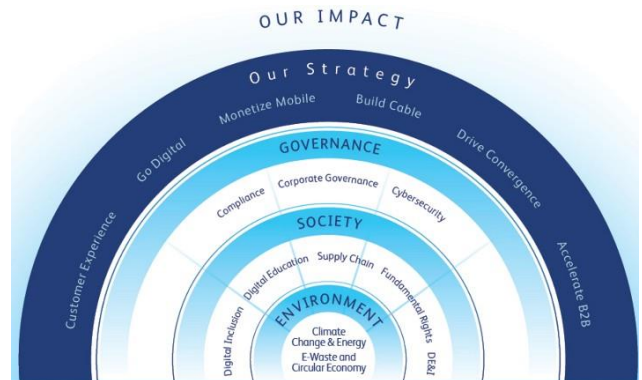 OUR IMPACT
Our Strategy
Customer Experience
Go Digital
Monetize Mobile
Build Cable
Drive Convergence
Accelerate B2B
GOVERNANCE
Compliance
Corporate Governance
Cybersecurity
SOCIETY
Digital Inclusion
Digital Education
Supply Chain
Fundamental Rights
DE&I
ENVIRONMENT
Climate
Change & Energy
E-Waste and
Circular Economy